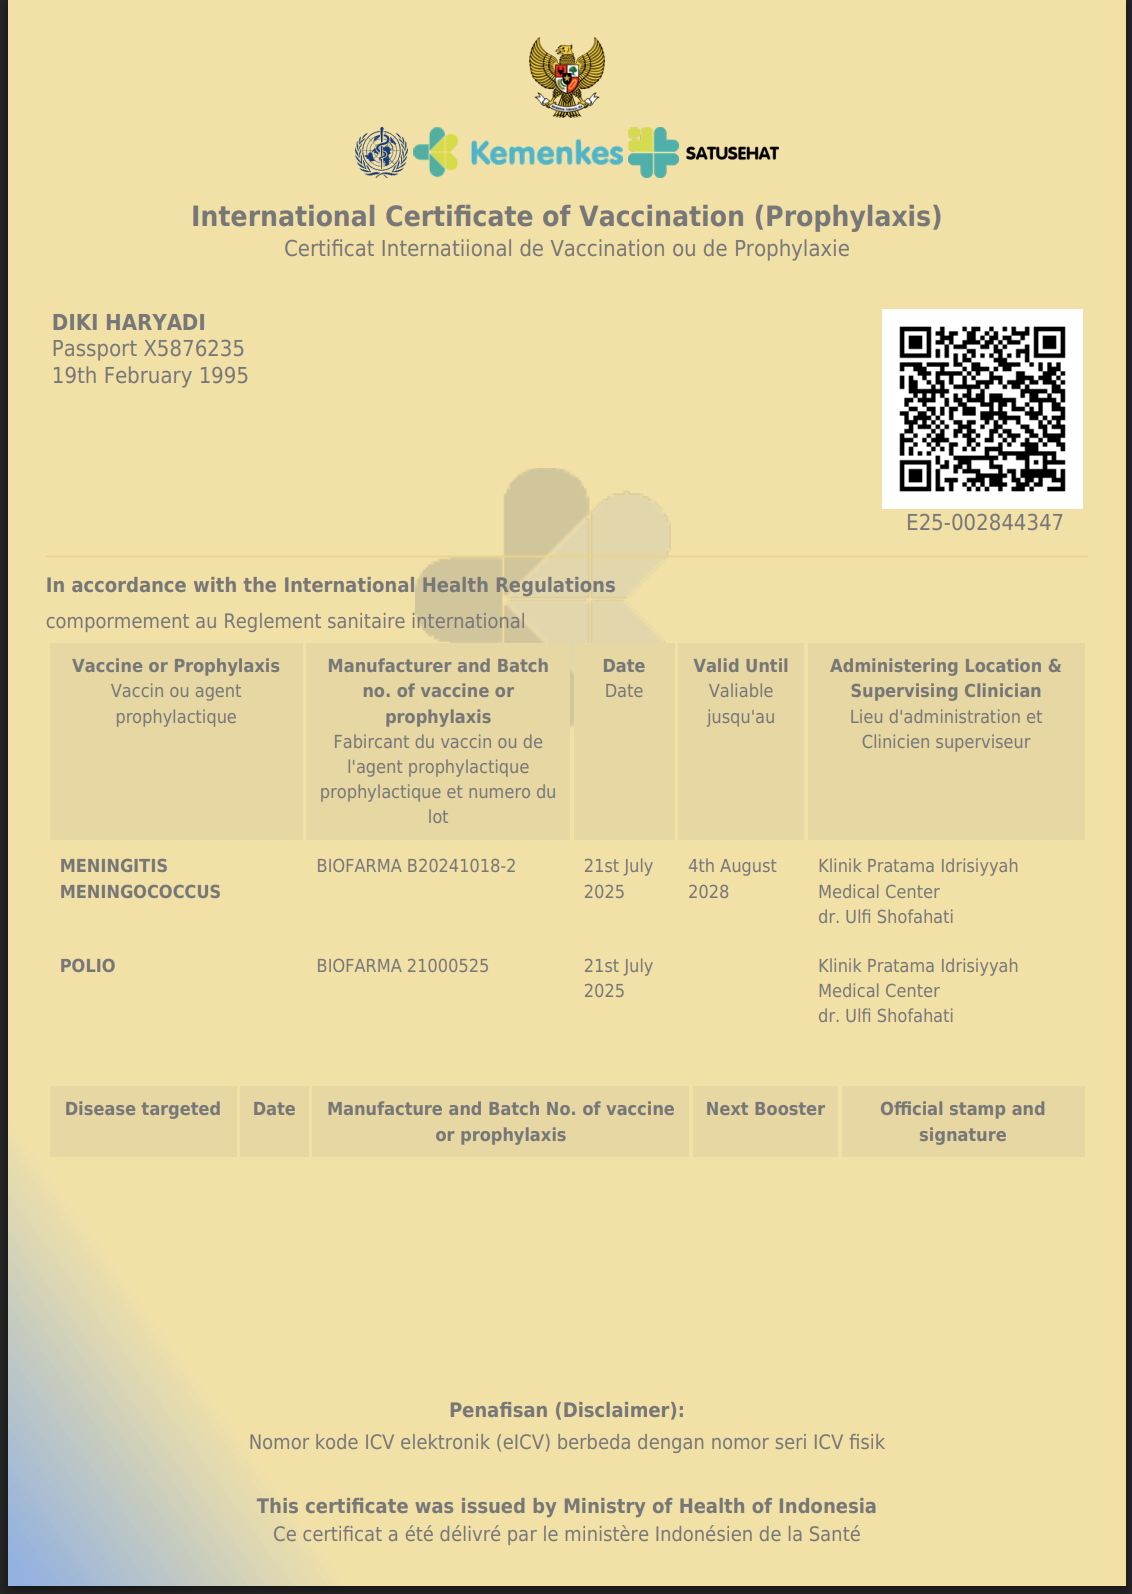 Kemenkes
SATUSEHAT
International Certificate of Vaccination (Prophylaxis)
Certificat Internatiional de Vaccination ou de Prophylaxie
DIKI HARYADI
Passport X5876235
19th February 1995
E25-002844347
In accordance with the International Health Regulations
compormement au Reglement sanitaire international
Vaccine or Prophylaxis
Vaccin ou agent
prophylactique
Manufacturer and Batch
no. of vaccine or
prophylaxis
Fabircant du vaccin ou de
l'agent prophylactique
prophylactique et numero du
lot
Date
Date
Valid Until
Valiable
jusqu'au
Administering Location &
Supervising Clinician
Lieu d'administration et
Clinicien superviseur
MENINGITIS
MENINGOCOCCUS
BIOFARMA B20241018-2
21st July
2025
4th August
2028
Klinik Pratama Idrisiyyah
Medical Center
dr. Ulfi Shofahati
POLIO
BIOFARMA 21000525
21st July
2025
Klinik Pratama Idrisiyyah
Medical Center
dr. Ulfi Shofahati
Disease targeted
Date
Manufacture and Batch No. of vaccine
or prophylaxis
Next Booster
Official stamp and
signature
Penafisan (Disclaimer):
Nomor kode ICV elektronik (eICV) berbeda dengan nomor seri ICV fisik
This certificate was issued by Ministry of Health of Indonesia
Ce certificat a été délivré par le ministère Indonésien de la Santé